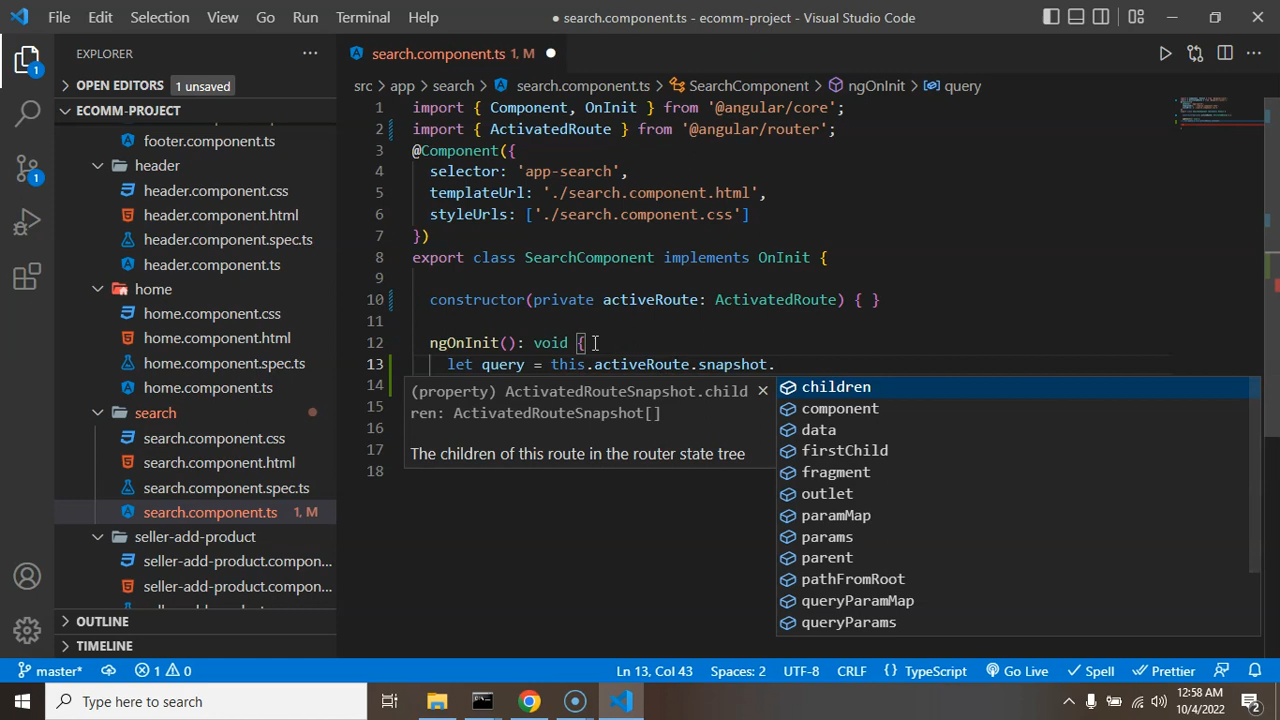 File Edit Selection View Go Run Terminal Help
● search.component.ts - ecomm-project - Visual Studio Code
EXPLORER
OPEN EDITORS 1 unsaved
ECOMM-PROJECT
footer.component.ts
header
header.component.css
header.component.html
header.component.spec.ts
header.component.ts
home
home.component.css
home.component.html
home.component.spec.ts
home.component.ts
search
search.component.css
search.component.html
search.component.spec.ts
search.component.ts 1, M
seller-add-product
seller-add-product.compon...
seller-add-product.compon...
OUTLINE
TIMELINE
search.component.ts 1, M ●
src > app > search > search.component.ts > SearchComponent > ngOnInit > query
1 import { Component, OnInit } from '@angular/core';
2 import { ActivatedRoute } from '@angular/router';
3 @Component({
4 selector: 'app-search',
5 templateUrl: './search.component.html',
6 styleUrls: ['./search.component.css']
7 })
8 export class SearchComponent implements OnInit {
9
10 constructor(private activeRoute: ActivatedRoute) { }
11
12 ngOnInit(): void {
13 let query = this.activeRoute.snapshot.
14
15
16
17
18
(property) ActivatedRouteSnapshot.child
ren: ActivatedRouteSnapshot[]
The children of this route in the router state tree
children
component
data
firstChild
fragment
outlet
paramMap
params
parent
pathFromRoot
queryParamMap
queryParams
1
1
master* 1 0 Ln 13, Col 43 Spaces: 2 UTF-8 CRLF { } TypeScript Go Live Spell Prettier
Type here to search
12:58 AM
10/4/2022
2